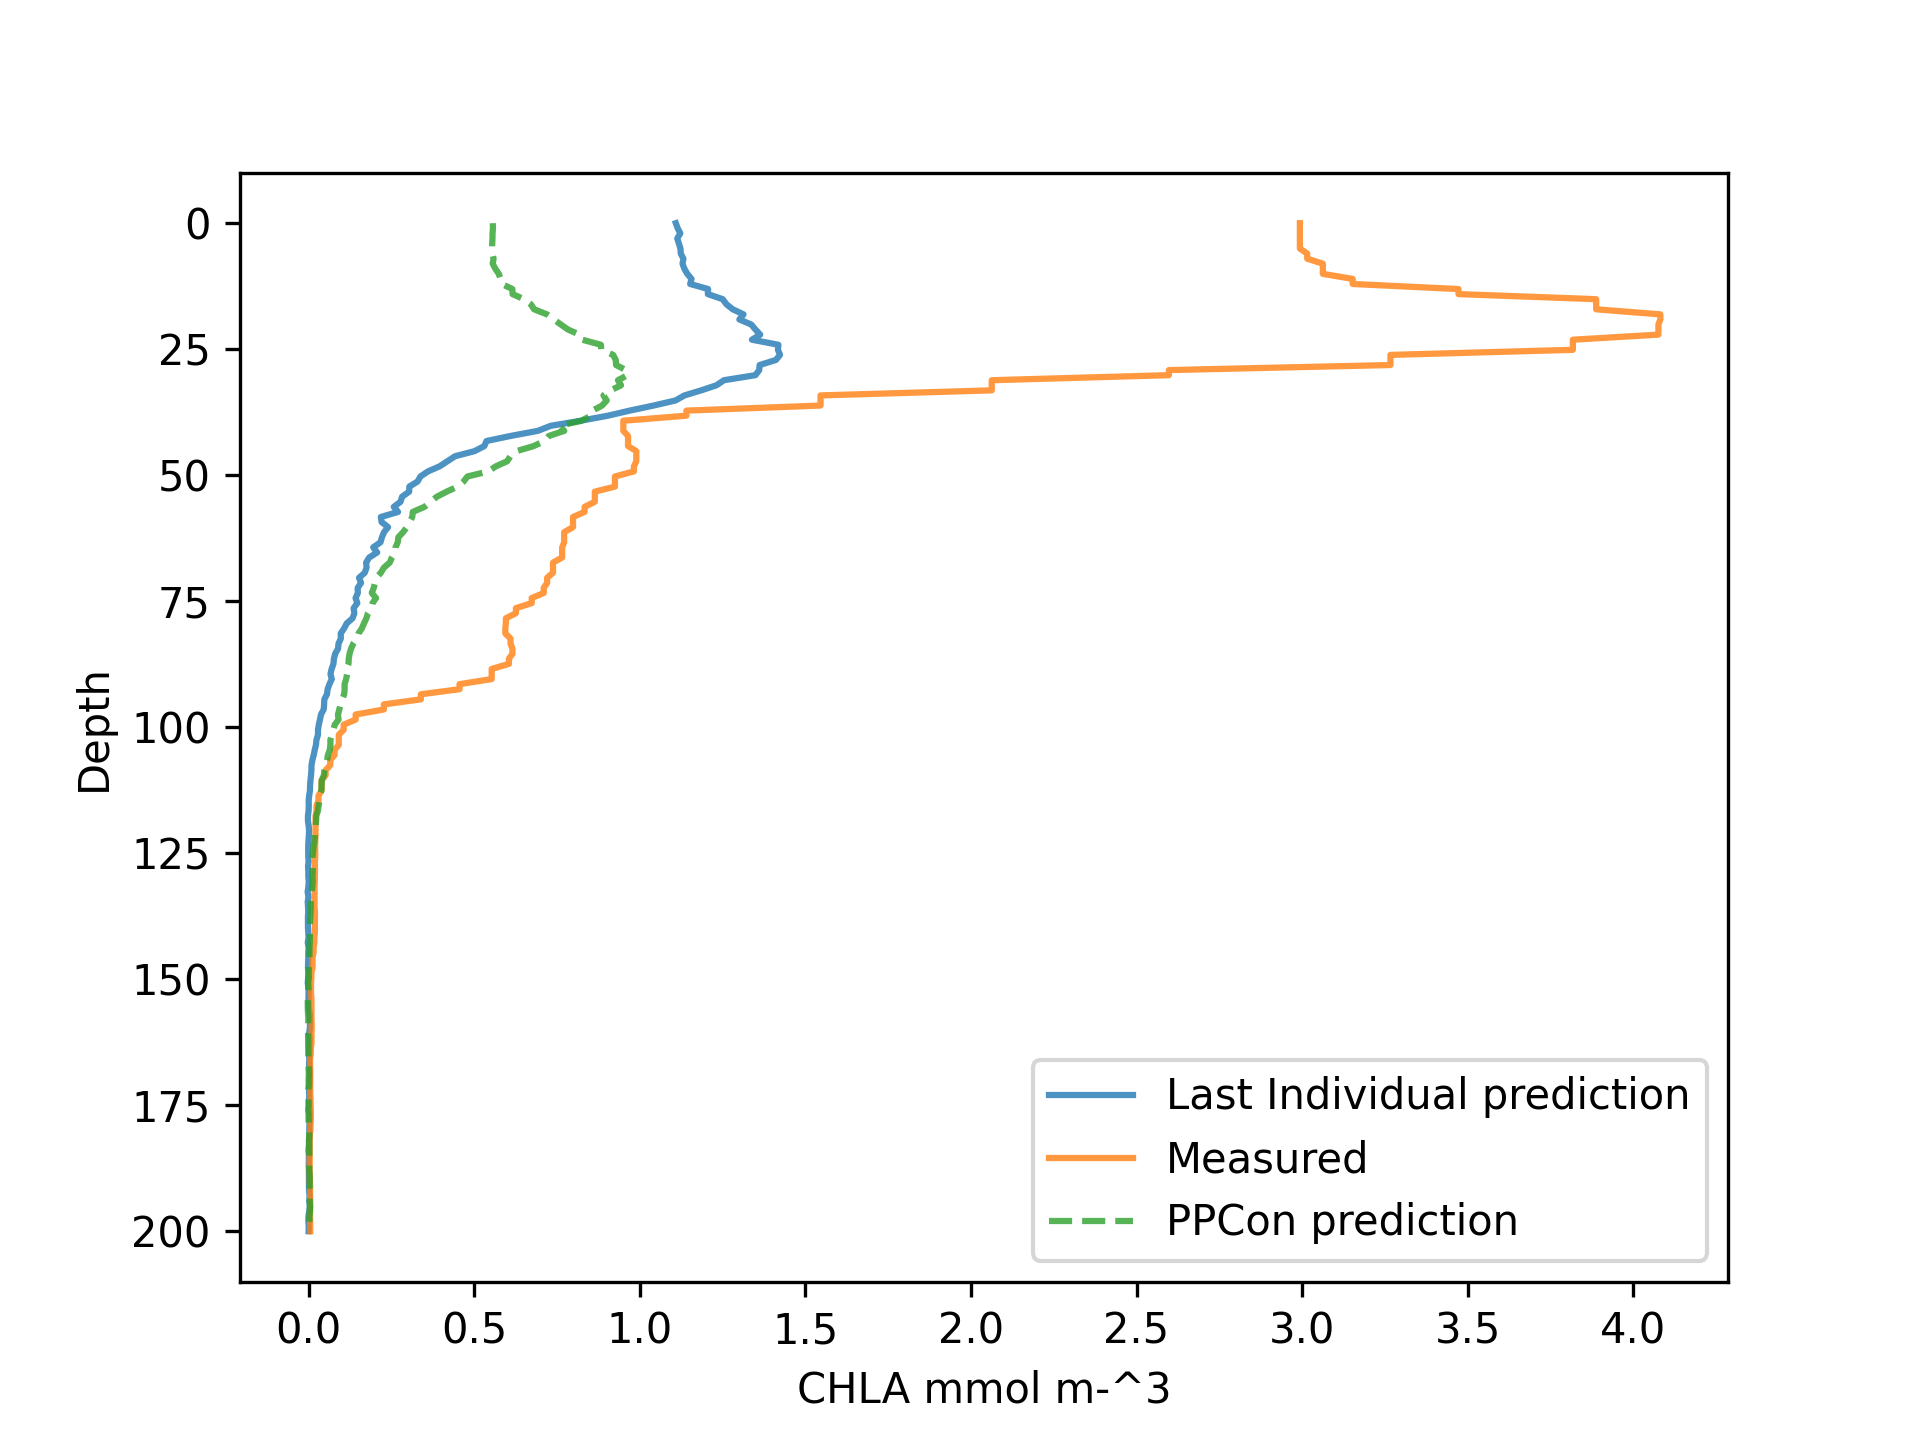 0
25
50
75
100
125
150
175
200
Depth
Last Individual prediction
Measured
PPCon prediction
0.0 0.5 1.0 1.5 2.0 2.5 3.0 3.5 4.0
CHLA mmol m-^3